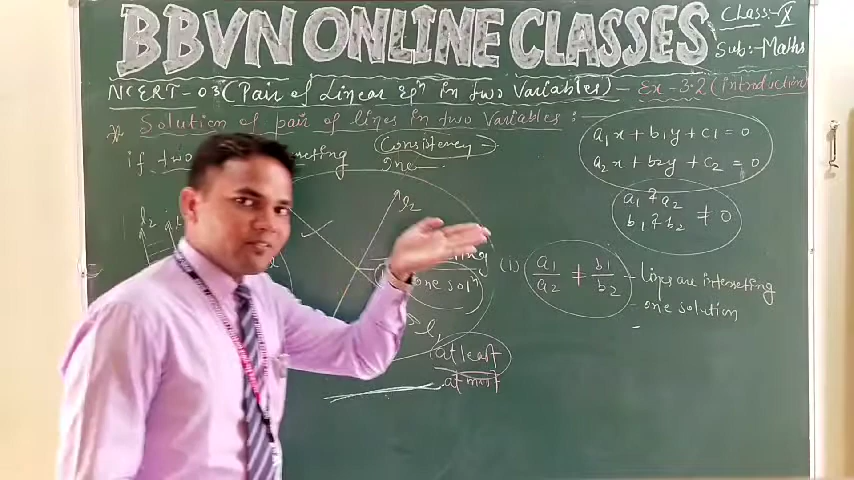 BBVN ONLINE CLASSES
Class:- X
Sub:- Maths
NCERT-03 (Pair of Linear Eqn in two Variables) - Ex-3.2 (introduction)
Solution of pair of lines in two Variables :-
if two
Consistency
One
a1x + b1y + c1 = 0
a2x + b2y + c2 = 0
a1 & a2
b1 & b2 ≠ 0
l2
l2
one soln
l1
at least
at most
(i) a1/a2 ≠ b1/b2 - Lines are intersecting
- one solution